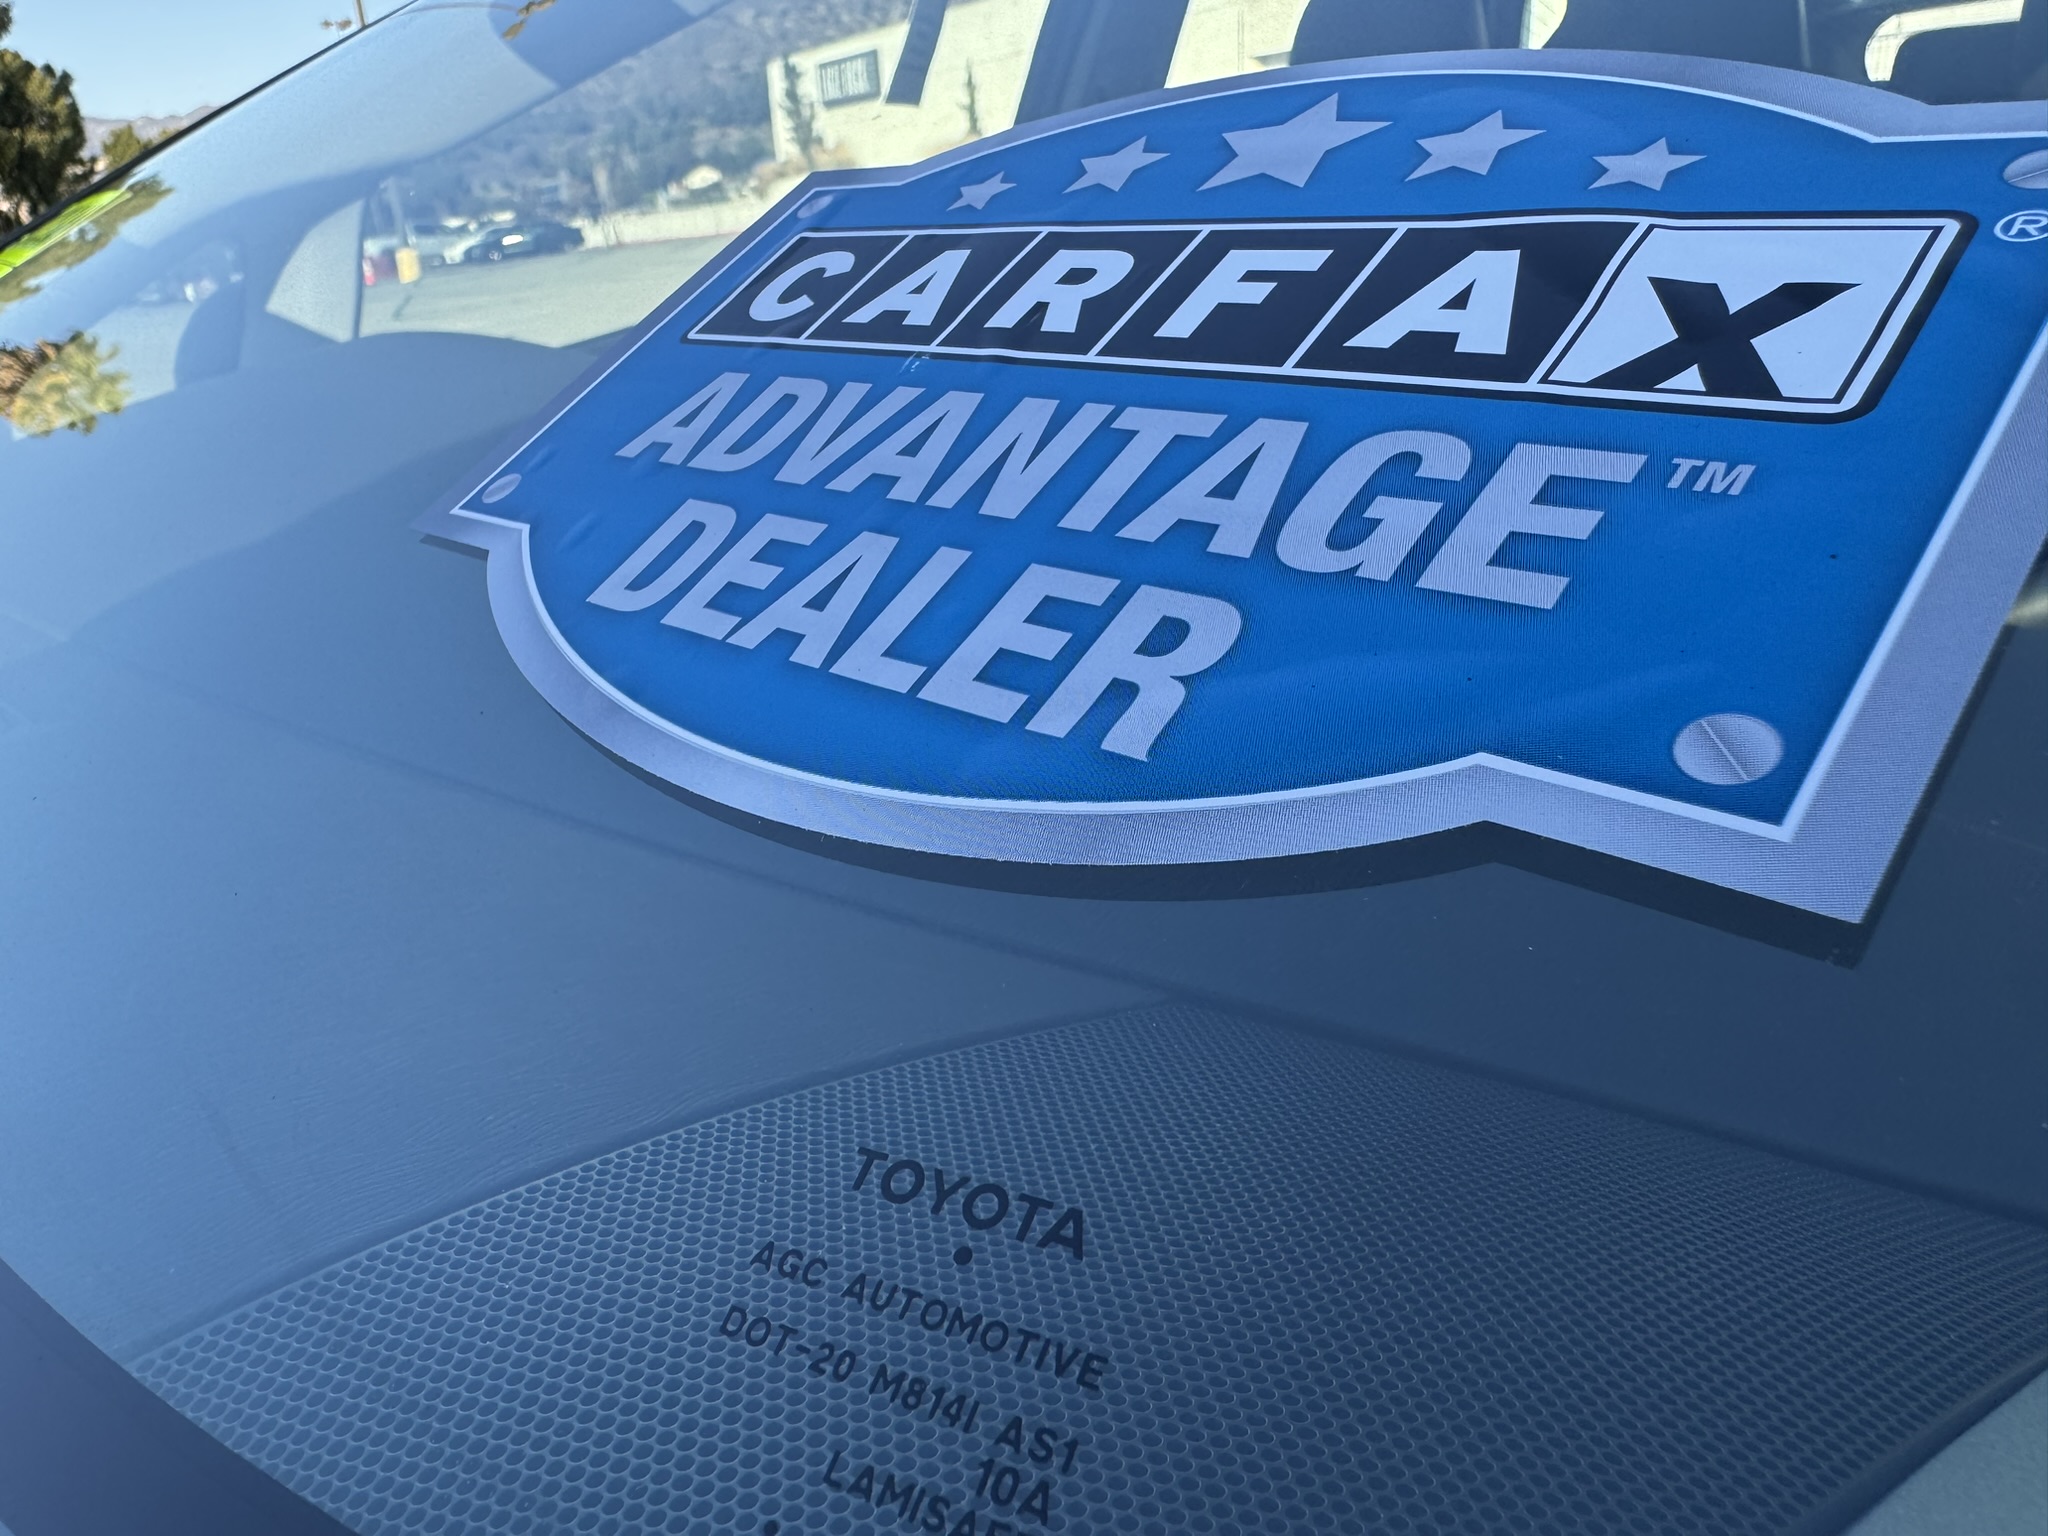 CARFAX®
ADVANTAGE™
DEALER
TOYOTA
AGC AUTOMOTIVE
DOT-20 M814I AS1
10A